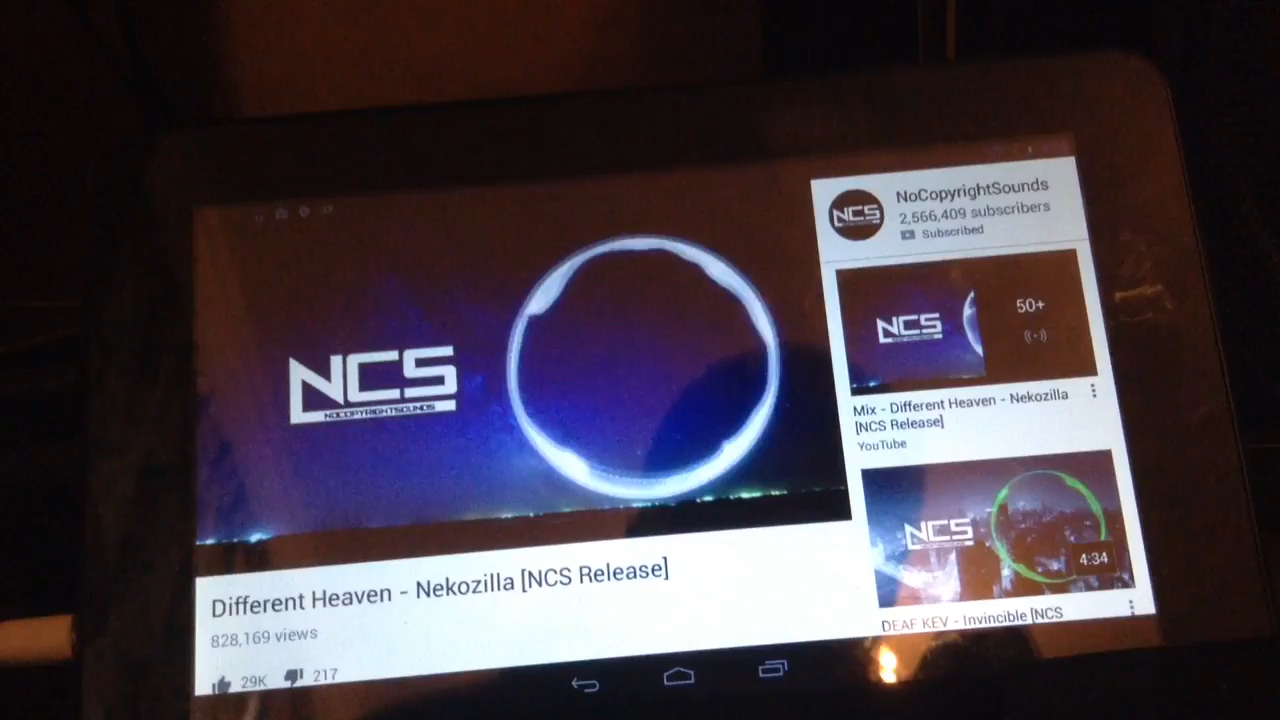 NCS
NOCOPYRIGHTSOUNDS
Different Heaven - Nekozilla [NCS Release]
828,169 views
29K
217
NCS
NoCopyrightSounds
2,566,409 subscribers
Subscribed
NCS
50+
Mix - Different Heaven - Nekozilla
[NCS Release]
YouTube
NCS
4:34
DEAF KEV - Invincible [NCS